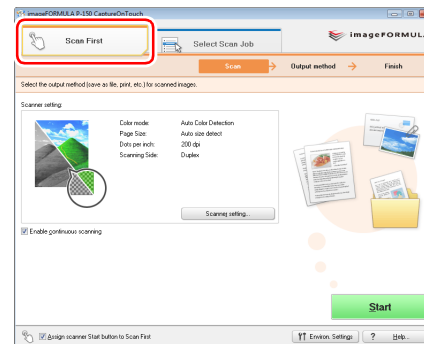 imageFORMULA P-150 CaptureOnTouch
Scan First
Select Scan Job
imageFORMULA
Scan
Output method
Finish
Select the output method (save as file, print, etc.) for scanned images.
Scanner setting:
Color mode: Auto Color Detection
Page Size: Auto size detect
Dots per inch: 200 dpi
Scanning Side: Duplex
Scanner setting...
Enable continuous scanning
Start
Assign scanner Start button to Scan First
Environ. Settings
? Help...